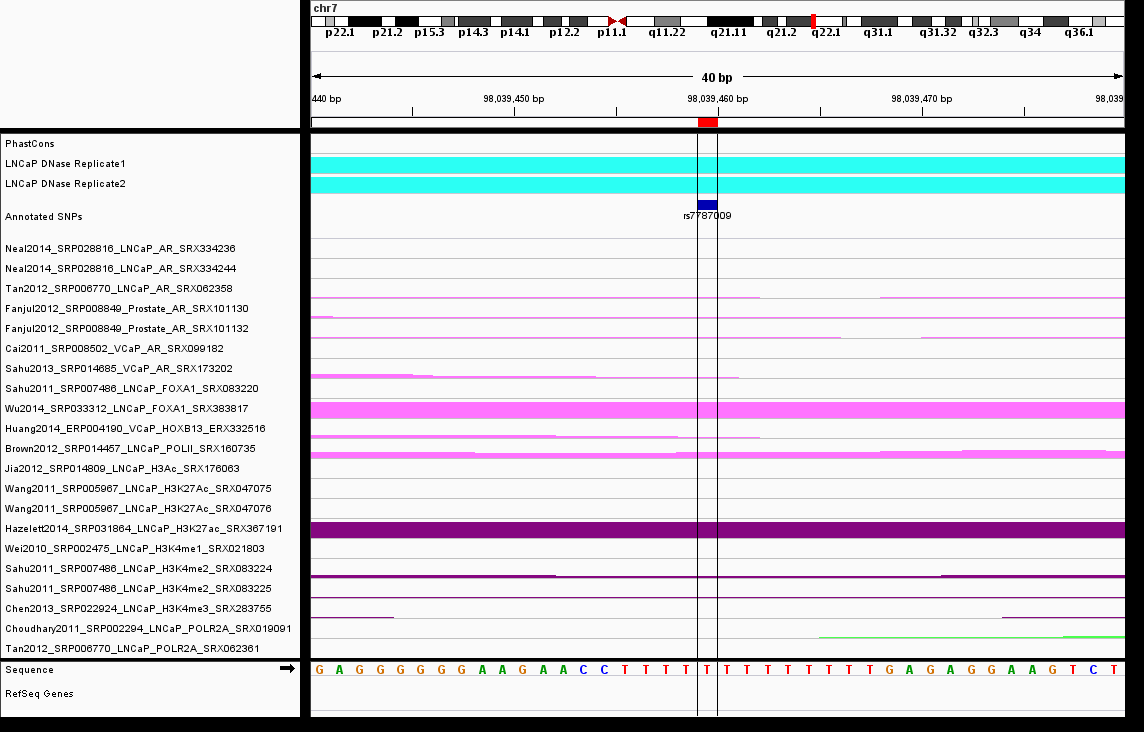 chr7
p22.1 p21.2 p15.3 p14.3 p14.1 p12.2 p11.1 q11.22 q21.11 q21.2 q22.1 q31.1 q31.32 q32.3 q34 q36.1
40 bp
440 bp 98,039,450 bp 98,039,460 bp 98,039,470 bp 98,039
PhastCons
LNCaP DNase Replicate1
LNCaP DNase Replicate2
Annotated SNPs
rs7787009
Neal2014_SRP028816_LNCaP_AR_SRX334236
Neal2014_SRP028816_LNCaP_AR_SRX334244
Tan2012_SRP006770_LNCaP_AR_SRX062358
Fanjul2012_SRP008849_Prostate_AR_SRX101130
Fanjul2012_SRP008849_Prostate_AR_SRX101132
Cai2011_SRP008502_VCaP_AR_SRX099182
Sahu2013_SRP014685_VCaP_AR_SRX173202
Sahu2011_SRP007486_LNCaP_FOXA1_SRX083220
Wu2014_SRP033312_LNCaP_FOXA1_SRX383817
Huang2014_ERP004190_VCaP_HOXB13_ERX332516
Brown2012_SRP014457_LNCaP_POLII_SRX160735
Jia2012_SRP014809_LNCaP_H3Ac_SRX176063
Wang2011_SRP005967_LNCaP_H3K27Ac_SRX047075
Wang2011_SRP005967_LNCaP_H3K27Ac_SRX047076
Hazelett2014_SRP031864_LNCaP_H3K27ac_SRX367191
Wei2010_SRP002475_LNCaP_H3K4me1_SRX021803
Sahu2011_SRP007486_LNCaP_H3K4me2_SRX083224
Sahu2011_SRP007486_LNCaP_H3K4me2_SRX083225
Chen2013_SRP022924_LNCaP_H3K4me3_SRX283755
Choudhary2011_SRP002294_LNCaP_POLR2A_SRX019091
Tan2012_SRP006770_LNCaP_POLR2A_SRX062361
Sequence G A G G G G G G A A G A A C C T T T T T T T T T T T T T G A G A G G A A G T C T
RefSeq Genes